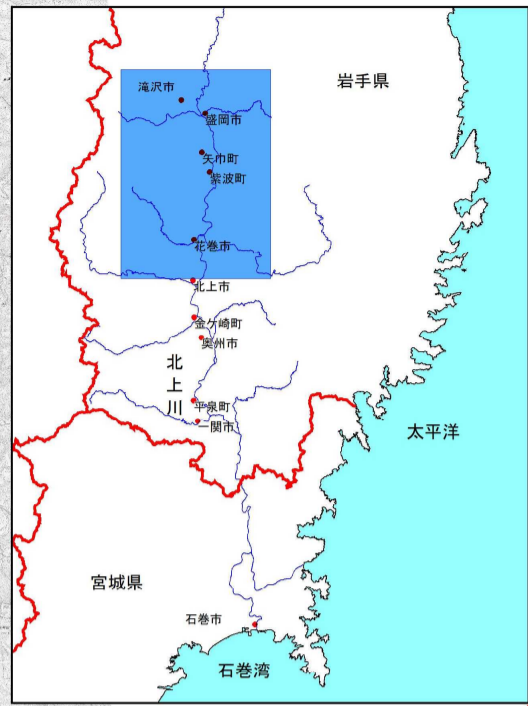 岩手県
滝沢市
盛岡市
矢巾町
紫波町
花巻市
北上市
金ケ崎町
奥州市
北上川
平泉町
一関市
太平洋
宮城県
石巻市
石巻湾